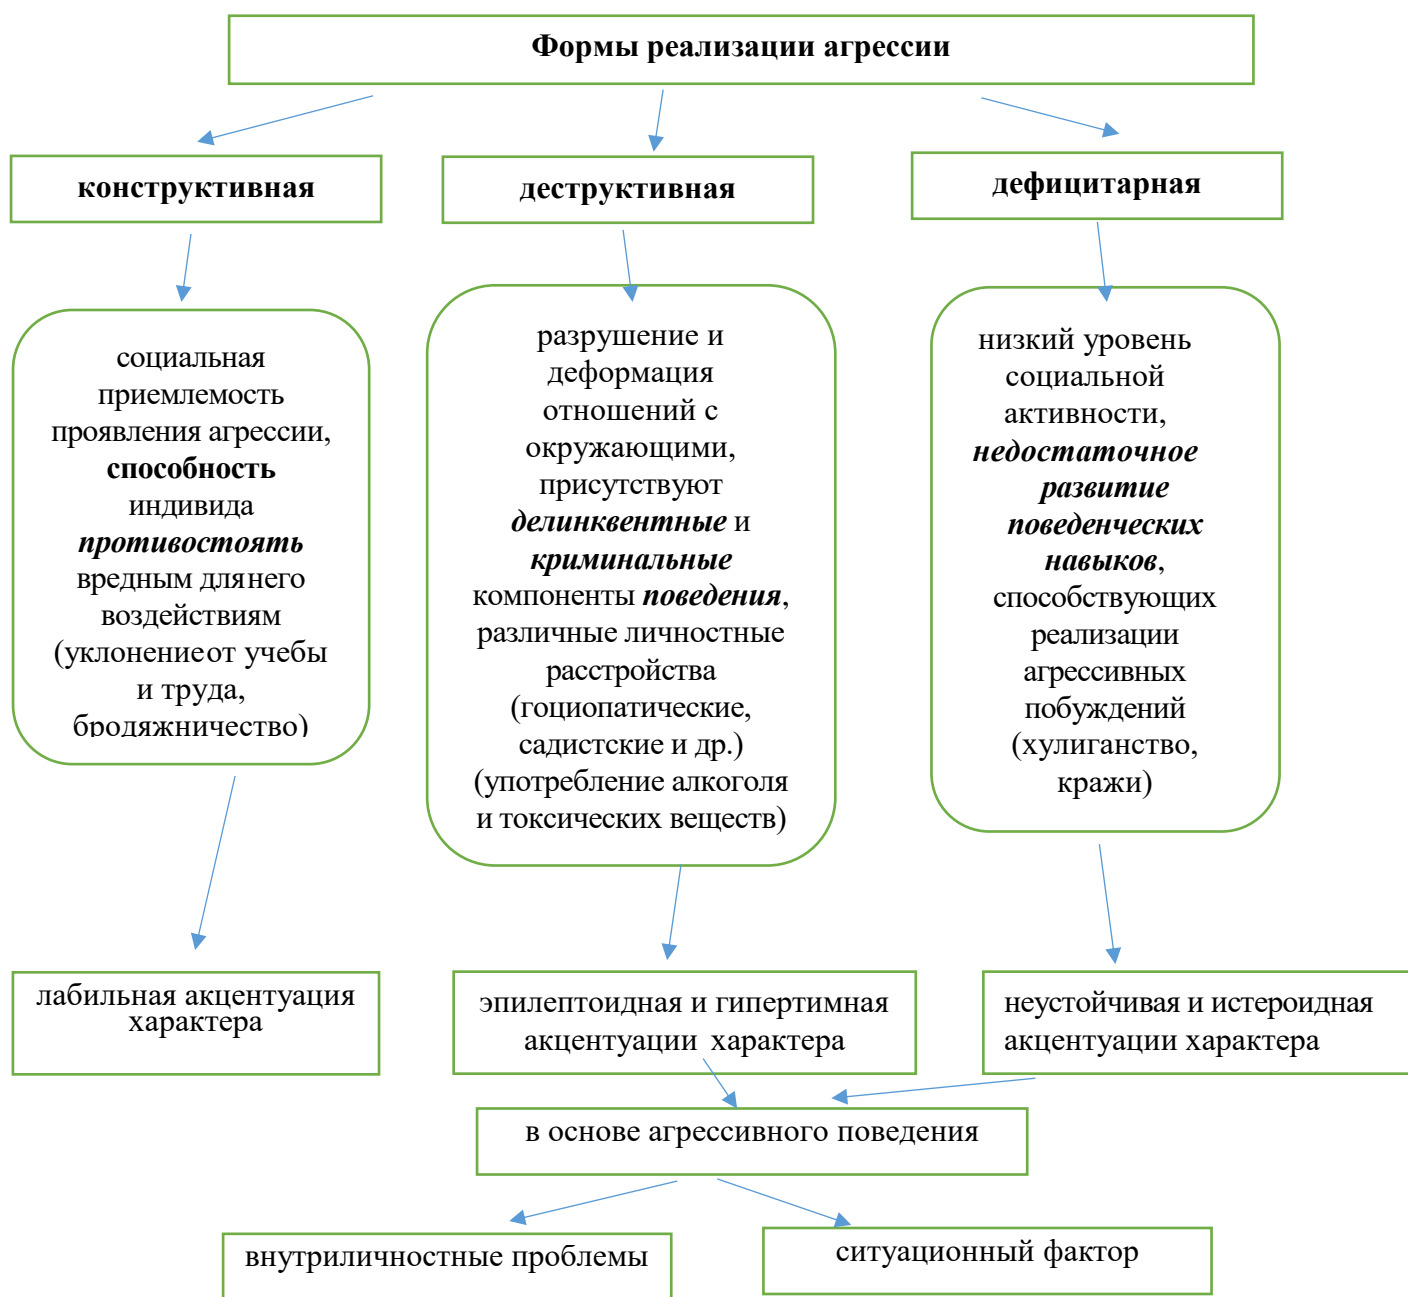 Формы реализации агрессии
конструктивная
деструктивная
дефицитарная
социальная
приемлемость
проявления агрессии,
способность
индивида
противостоять
вредным для него
воздействиям
(уклонение от учебы
и труда,
бродяжничество)
разрушение и
деформация
отношений с
окружающими,
присутствуют
делинквентные и
криминальные
компоненты поведения,
различные личностные
расстройства
(гоциопатические,
садистские и др.)
(употребление алкоголя
и токсических веществ)
низкий уровень
социальной
активности,
недостаточное
развитие
поведенческих
навыков,
способствующих
реализации
агрессивных
побуждений
(хулиганство,
кражи)
лабильная акцентуация
характера
эпилептоидная и гипертимная
акцентуации характера
неустойчивая и истероидная
акцентуации характера
в основе агрессивного поведения
внутриличностные проблемы
ситуационный фактор